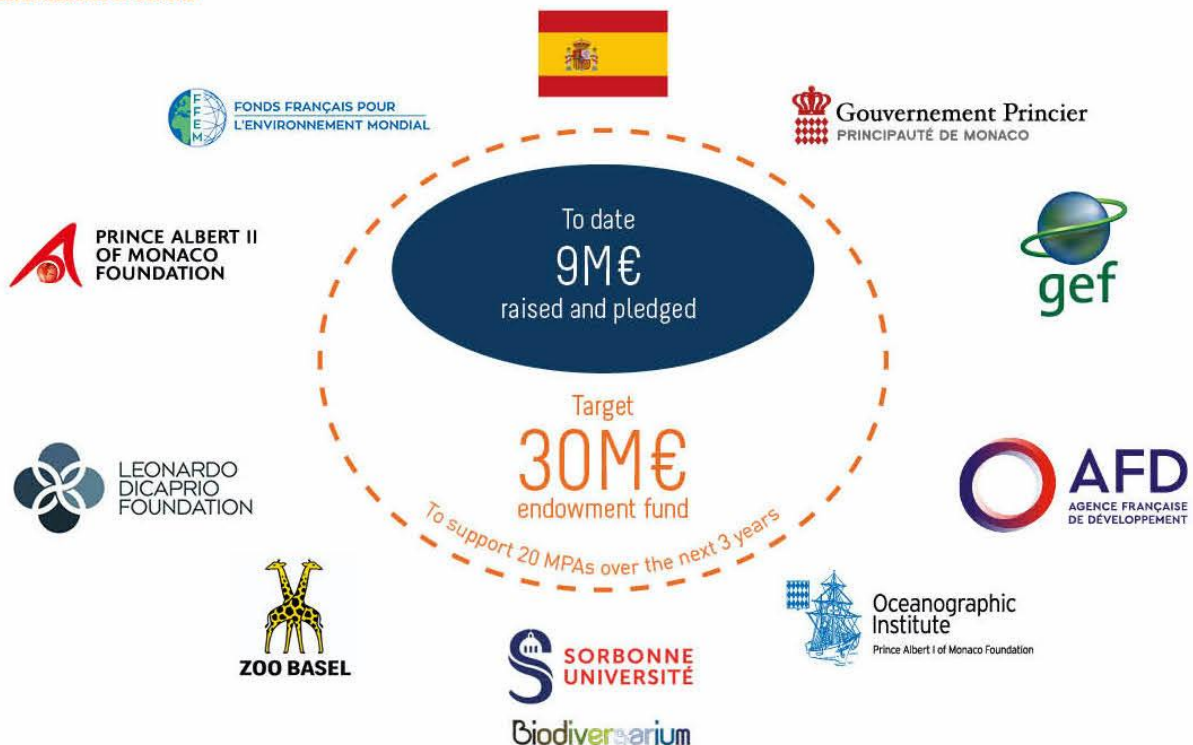 FONDS FRANÇAIS POUR
L'ENVIRONNEMENT MONDIAL
FFEM
Gouvernement Princier
PRINCIPAUTÉ DE MONACO
PRINCE ALBERT II
OF MONACO
FOUNDATION
To date
9M€
raised and pledged
gef
Target
30M€
endowment fund
To support 20 MPAs over the next 3 years
LEONARDO
DICAPRIO
FOUNDATION
AFD
AGENCE FRANÇAISE
DE DÉVELOPPEMENT
ZOO BASEL
SORBONNE
UNIVERSITÉ
Biodiversarium
Oceanographic
Institute
Prince Albert I of Monaco Foundation